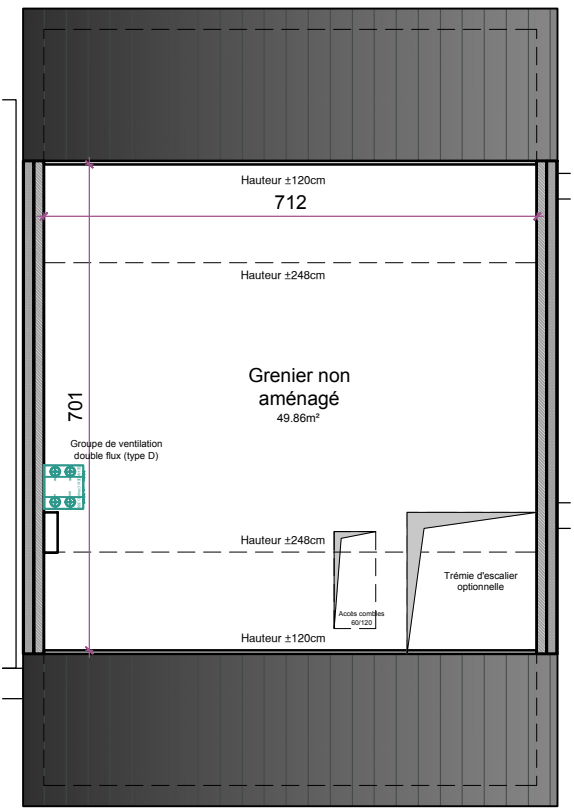 Hauteur ±120cm
712
Hauteur ±248cm
Grenier non
aménagé
49.86m²
701
Groupe de ventilation
double flux (type D)
Hauteur ±248cm
Trémie d'escalier
optionnelle
Accès combles
60/120
Hauteur ±120cm